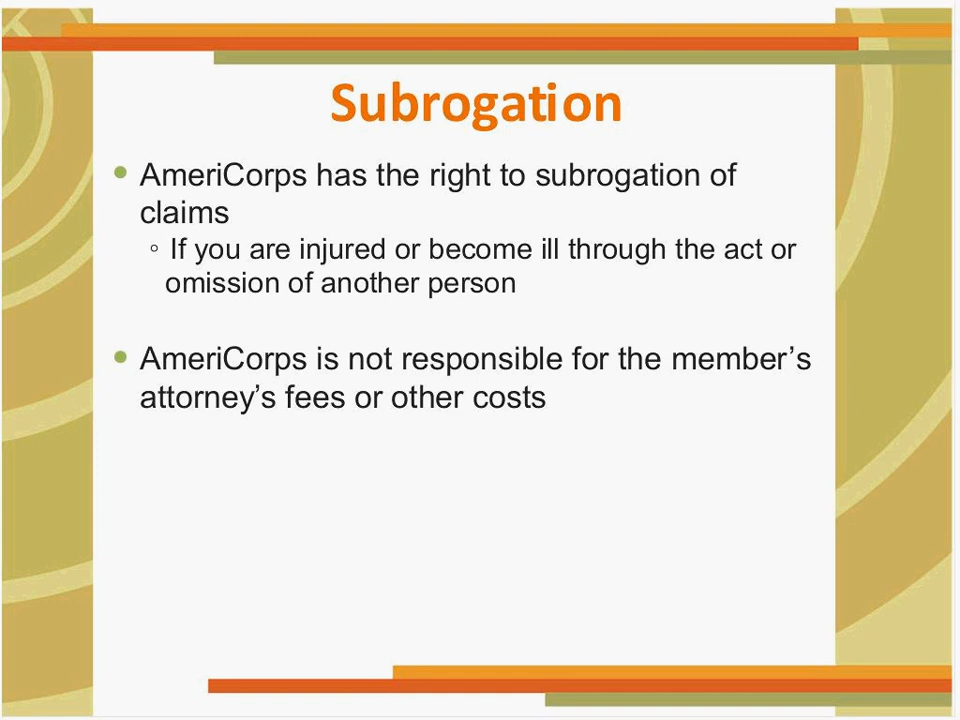 Subrogation
• AmeriCorps has the right to subrogation of
claims
◦ If you are injured or become ill through the act or
omission of another person
• AmeriCorps is not responsible for the member’s
attorney’s fees or other costs